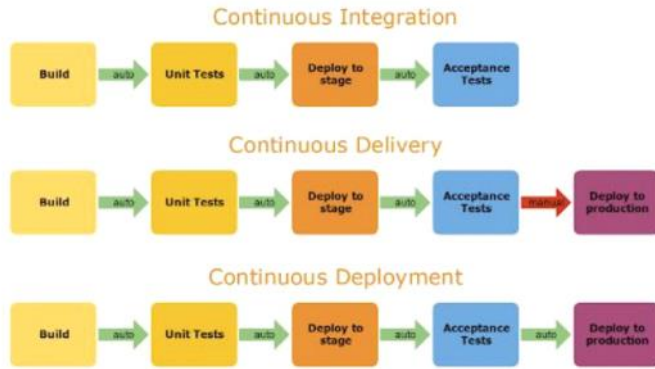 Continuous Integration
Build auto Unit Tests auto Deploy to auto Acceptance
stage Tests
Continuous Delivery
Build auto Unit Tests auto Deploy to auto Acceptance manual Deploy to
stage Tests production
Continuous Deployment
Build auto Unit Tests auto Deploy to auto Acceptance auto Deploy to
stage Tests production